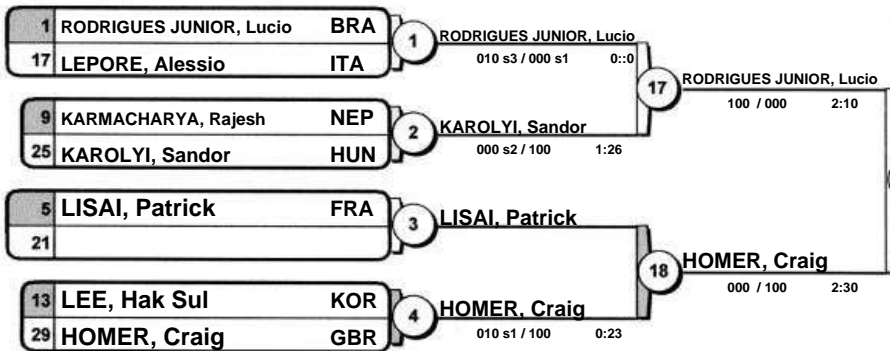 1 RODRIGUES JUNIOR, Lucio BRA
17 LEPORE, Alessio ITA
1
RODRIGUES JUNIOR, Lucio
010 s3 / 000 s1 0::0
9 KARMACHARYA, Rajesh NEP
25 KAROLYI, Sandor HUN
2
KAROLYI, Sandor
000 s2 / 100 1:26
17
RODRIGUES JUNIOR, Lucio
100 / 000 2:10
5 LISAI, Patrick FRA
21
3
LISAI, Patrick
13 LEE, Hak Sul KOR
29 HOMER, Craig GBR
4
HOMER, Craig
010 s1 / 100 0:23
18
HOMER, Craig
000 / 100 2:30